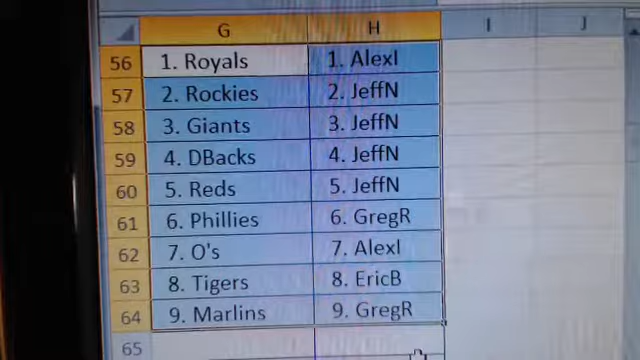 G H I J
56 1. Royals 1. AlexI
57 2. Rockies 2. JeffN
58 3. Giants 3. JeffN
59 4. DBacks 4. JeffN
60 5. Reds 5. JeffN
61 6. Phillies 6. GregR
62 7. O's 7. AlexI
63 8. Tigers 8. EricB
64 9. Marlins 9. GregR
65